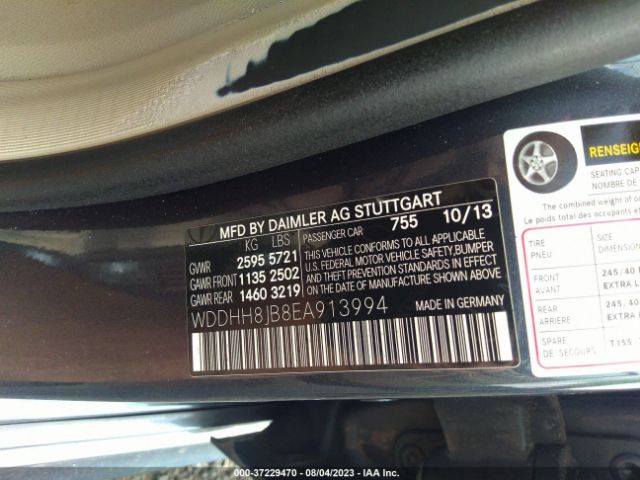 MFD BY DAIMLER AG STUTTGART
KG LBS PASSENGER CAR 755 10/13
GVWR 2595 5721
GAWR FRONT 1135 2502
GAWR REAR 1460 3219
THIS VEHICLE CONFORMS TO ALL APPLICABLE
U.S. FEDERAL MOTOR VEHICLE SAFETY, BUMPER,
AND THEFT PREVENTION STANDARDS IN EFFECT
ON THE DATE OF MANUFACTURE SHOWN ABOVE
WDDHH8JB8EA913994 MADE IN GERMANY
RENSEIG
SEATING CAP
NOMBRE DE
The combined weight of
Le poids total des occupants
TIRE SIZE
PNEU DIMENSION
FRONT 245/40
AVANT EXTRA L
REAR 245/40
ARRIÈRE EXTRA
SPARE T155
DE SECOURS
000-37229470 - 08/04/2023 - IAA Inc.